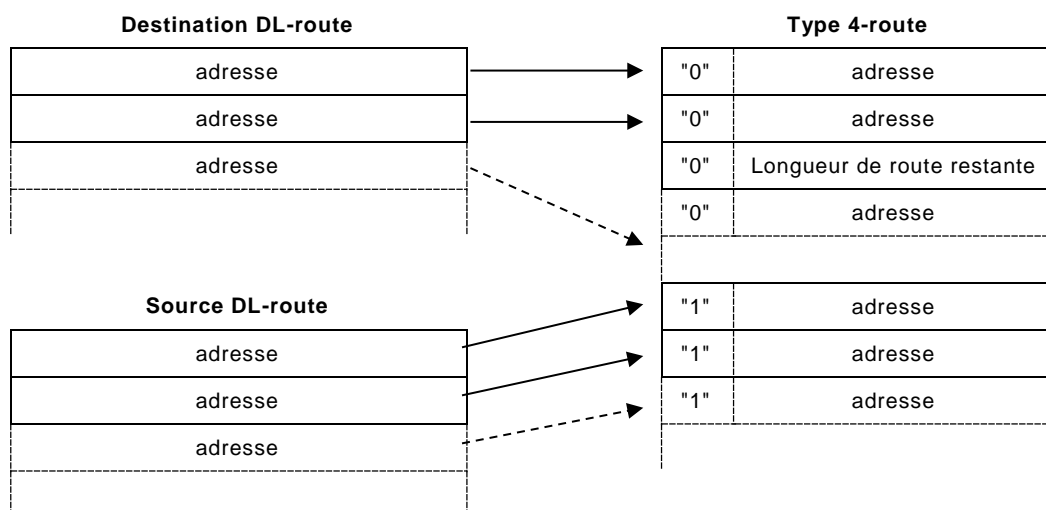 Destination DL-route
adresse
adresse
adresse
Source DL-route
adresse
adresse
adresse
Type 4-route
"0" adresse
"0" adresse
"0" Longueur de route restante
"0" adresse
"1" adresse
"1" adresse
"1" adresse